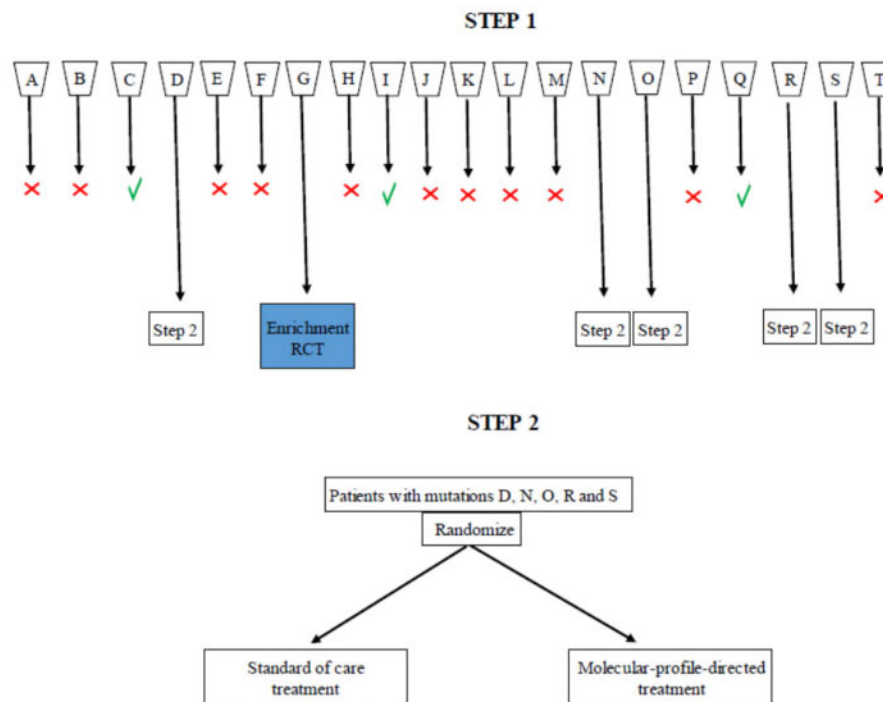 STEP 1
A B C D E F G H I J K L M N O P Q R S T
Step 2 Enrichment RCT Step 2 Step 2 Step 2 Step 2
STEP 2
Patients with mutations D, N, O, R and S
Randomize
Standard of care treatment
Molecular-profile-directed treatment